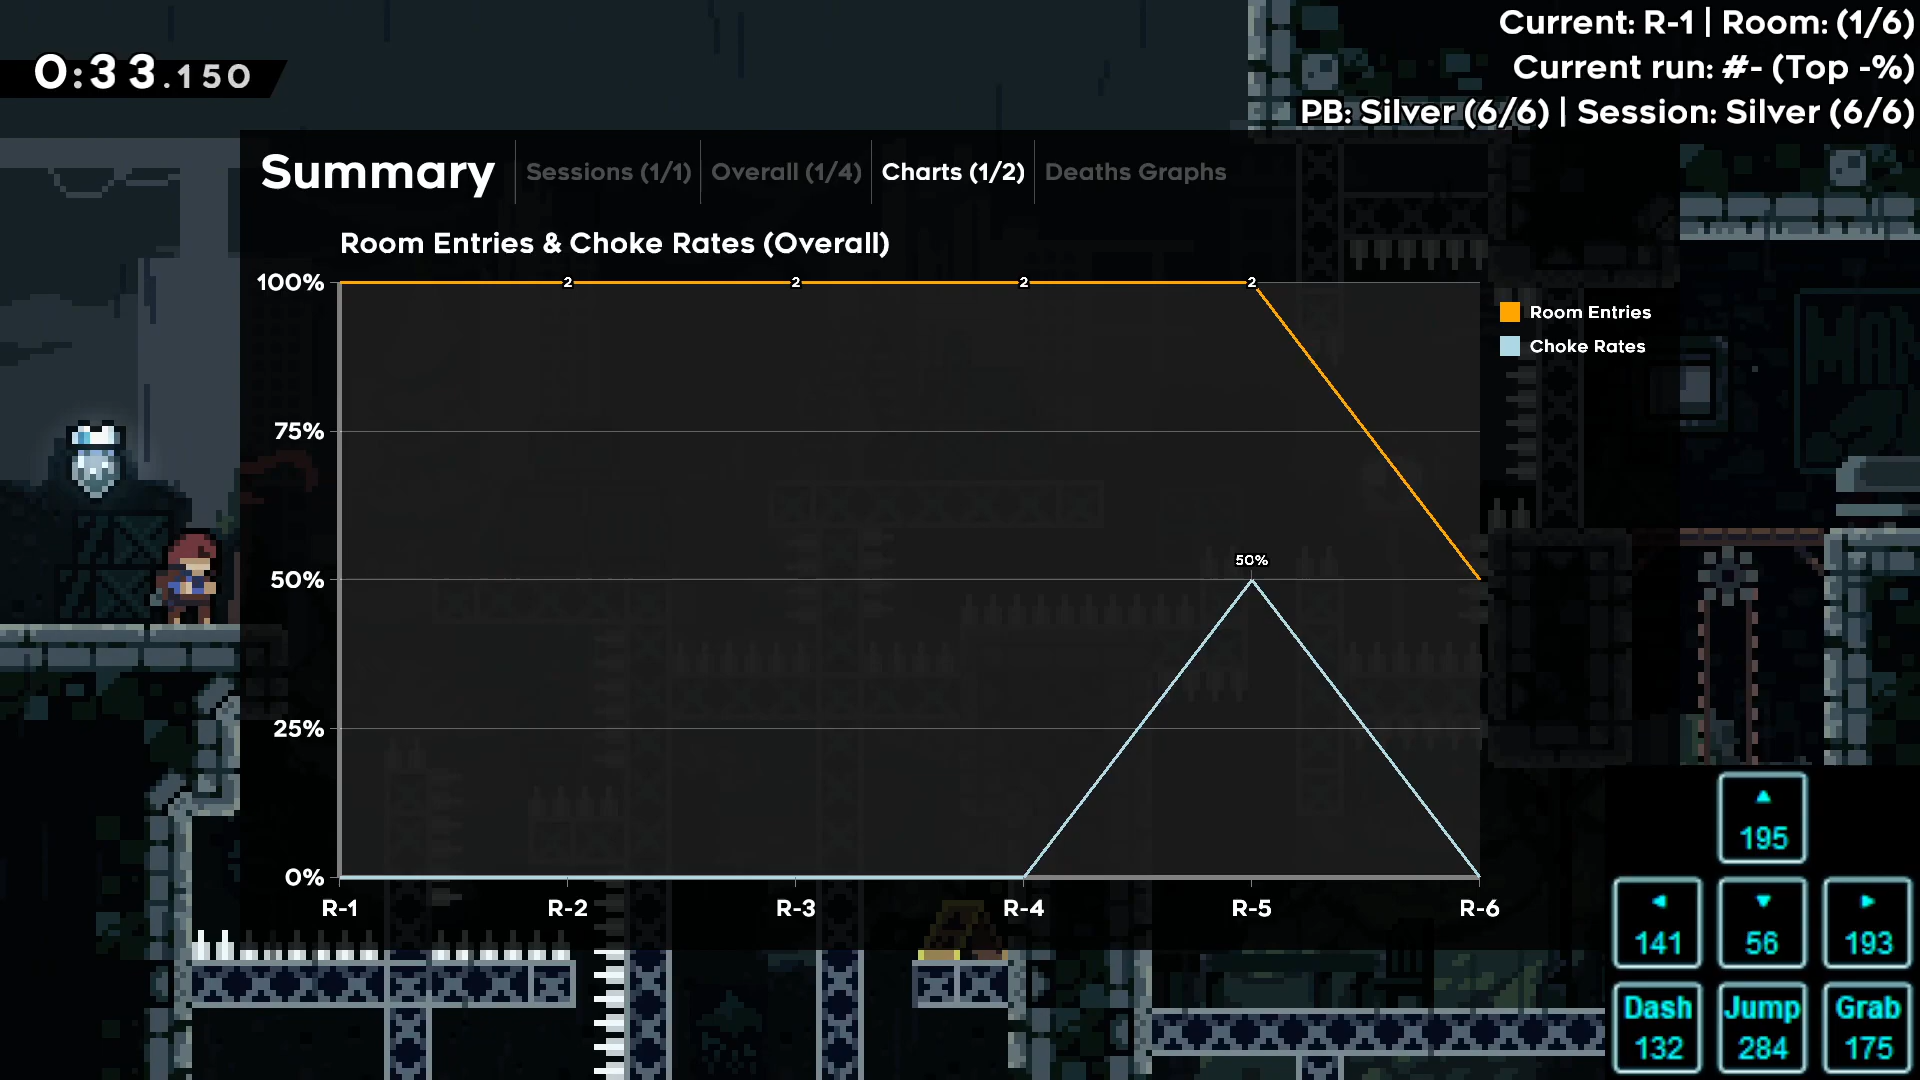 Current: R-1 | Room: (1/6)
0:33.150
Current run: #- (Top -%)
PB: Silver (6/6) | Session: Silver (6/6)
Summary
Sessions (1/1)
Overall (1/4)
Charts (1/2)
Deaths Graphs
Room Entries & Choke Rates (Overall)
100%
2
2
2
2
Room Entries
Choke Rates
75%
50%
50%
25%
0%
R-1
R-2
R-3
R-4
R-5
R-6
195
141
56
193
Dash
132
Jump
284
Grab
175